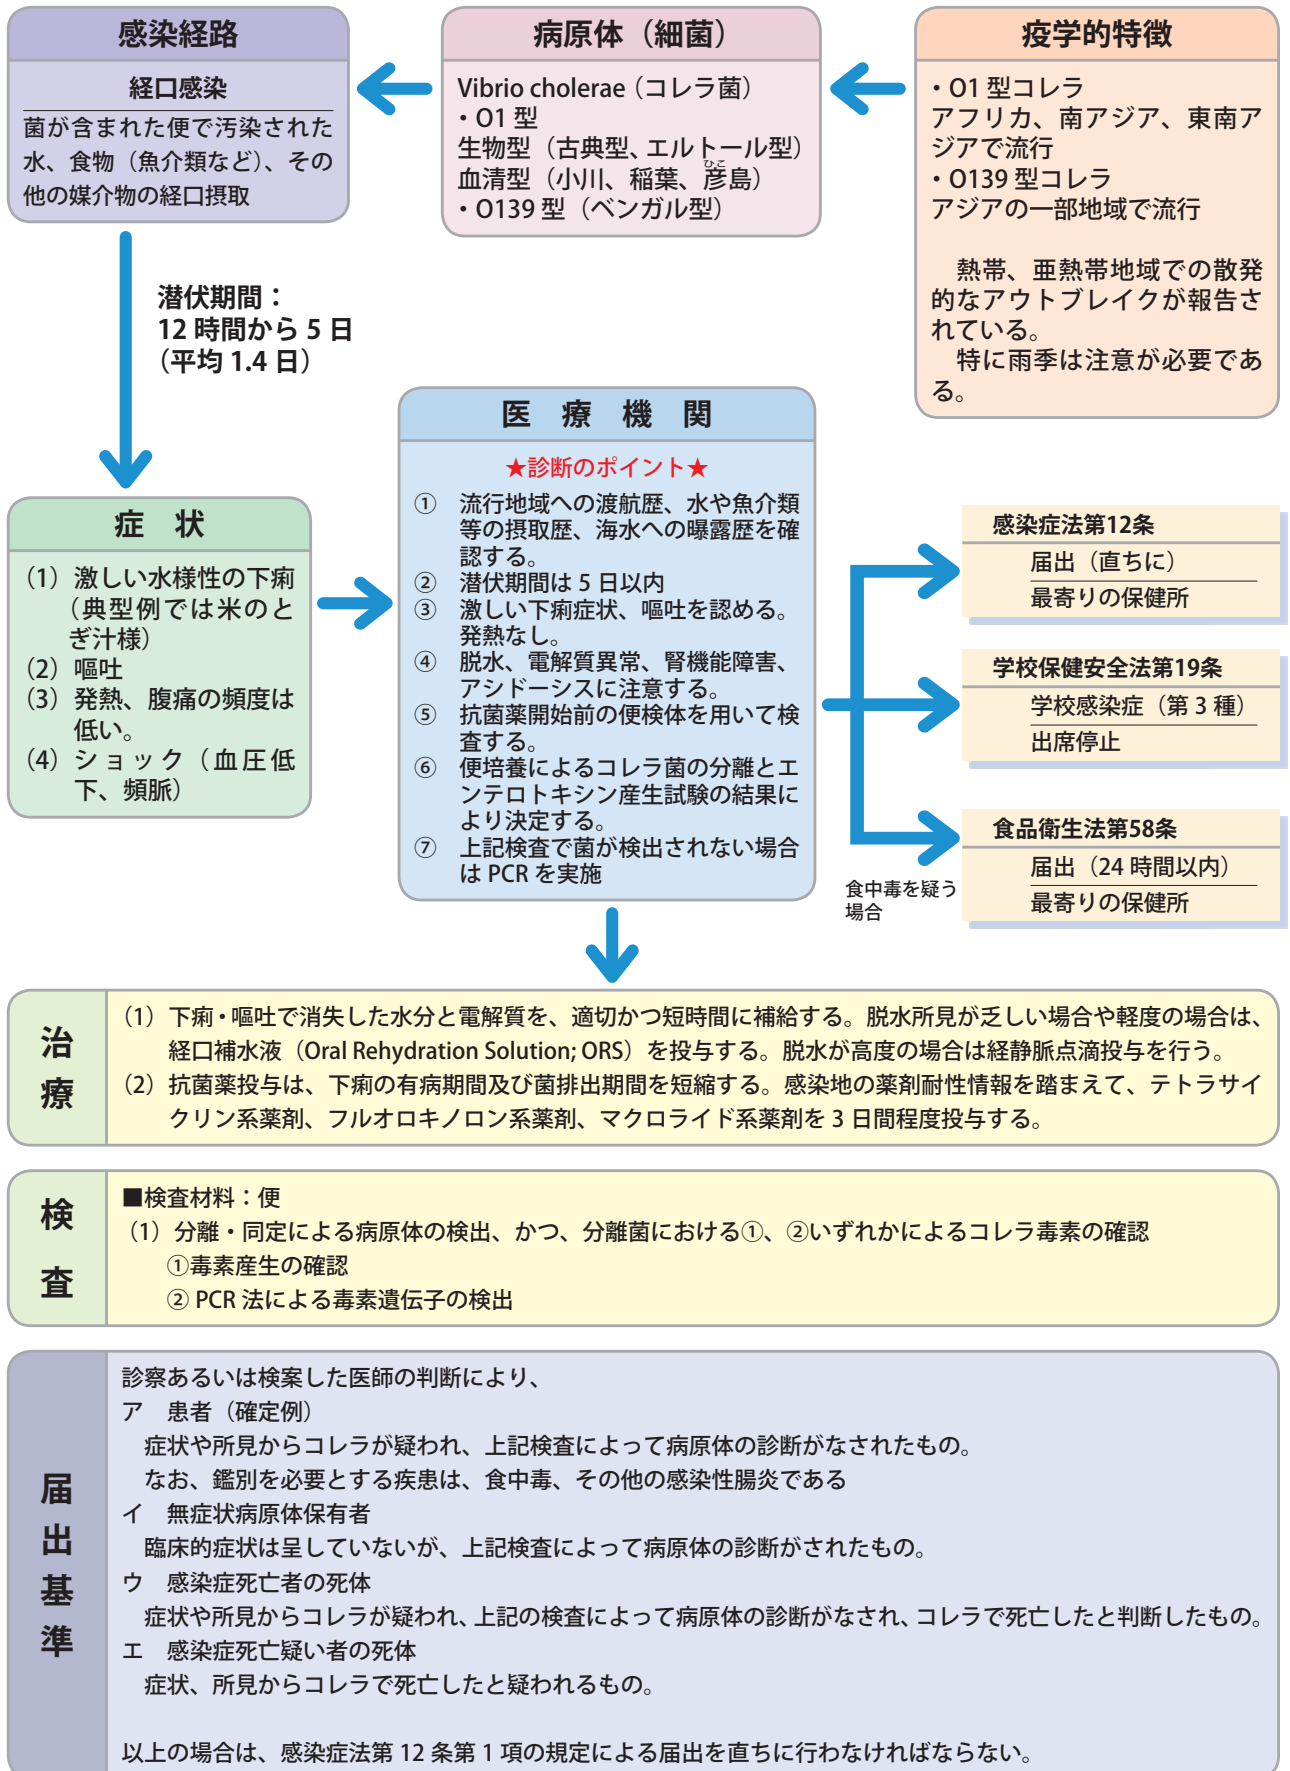 感染経路
経口感染
菌が含まれた便で汚染された
水、食物（魚介類など）、その
他の媒介物の経口摂取
病原体（細菌）
Vibrio cholerae（コレラ菌）
・O1 型
生物型（古典型、エルトール型）
血清型（小川、稲葉、彦島）
ひこ
・O139 型（ベンガル型）
疫学的特徴
・O1 型コレラ
アフリカ、南アジア、東南ア
ジアで流行
・O139 型コレラ
アジアの一部地域で流行
熱帯、亜熱帯地域での散発
的なアウトブレイクが報告さ
れている。
特に雨季は注意が必要であ
る。
潜伏期間：
12 時間から 5 日
（平均 1.4 日）
症　状
（1）激しい水様性の下痢
（典型例では米のと
ぎ汁様）
（2）嘔吐
（3）発熱、腹痛の頻度は
低い。
（4）ショック（血圧低
下、頻脈）
医　療　機　関
★診断のポイント★
①　流行地域への渡航歴、水や魚介類
等の摂取歴、海水への曝露歴を確
認する。
②　潜伏期間は 5 日以内
③　激しい下痢症状、嘔吐を認める。
発熱なし。
④　脱水、電解質異常、腎機能障害、
アシドーシスに注意する。
⑤　抗菌薬開始前の便検体を用いて検
査する。
⑥　便培養によるコレラ菌の分離とエ
ンテロトキシン産生試験の結果に
より決定する。
⑦　上記検査で菌が検出されない場合
は PCR を実施
感染症法第12条
届出（直ちに）
最寄りの保健所
学校保健安全法第19条
学校感染症（第 3 種）
出席停止
食品衛生法第58条
届出（24 時間以内）
最寄りの保健所
食中毒を疑う
場合
治療
（1）下痢・嘔吐で消失した水分と電解質を、適切かつ短時間に補給する。脱水所見が乏しい場合や軽度の場合は、
経口補水液（Oral Rehydration Solution; ORS）を投与する。脱水が高度の場合は経静脈点滴投与を行う。
（2）抗菌薬投与は、下痢の有病期間及び菌排出期間を短縮する。感染地の薬剤耐性情報を踏まえて、テトラサイ
クリン系薬剤、フルオロキノロン系薬剤、マクロライド系薬剤を 3 日間程度投与する。
検査
■検査材料：便
（1）分離・同定による病原体の検出、かつ、分離菌における①、②いずれかによるコレラ毒素の確認
①毒素産生の確認
② PCR 法による毒素遺伝子の検出
届出基準
診察あるいは検案した医師の判断により、
ア　患者（確定例）
症状や所見からコレラが疑われ、上記検査によって病原体の診断がなされたもの。
なお、鑑別を必要とする疾患は、食中毒、その他の感染性腸炎である
イ　無症状病原体保有者
臨床的症状は呈していないが、上記検査によって病原体の診断がされたもの。
ウ　感染症死亡者の死体
症状や所見からコレラが疑われ、上記の検査によって病原体の診断がなされ、コレラで死亡したと判断したもの。
エ　感染症死亡疑い者の死体
症状、所見からコレラで死亡したと疑われるもの。
以上の場合は、感染症法第 12 条第 1 項の規定による届出を直ちに行わなければならない。